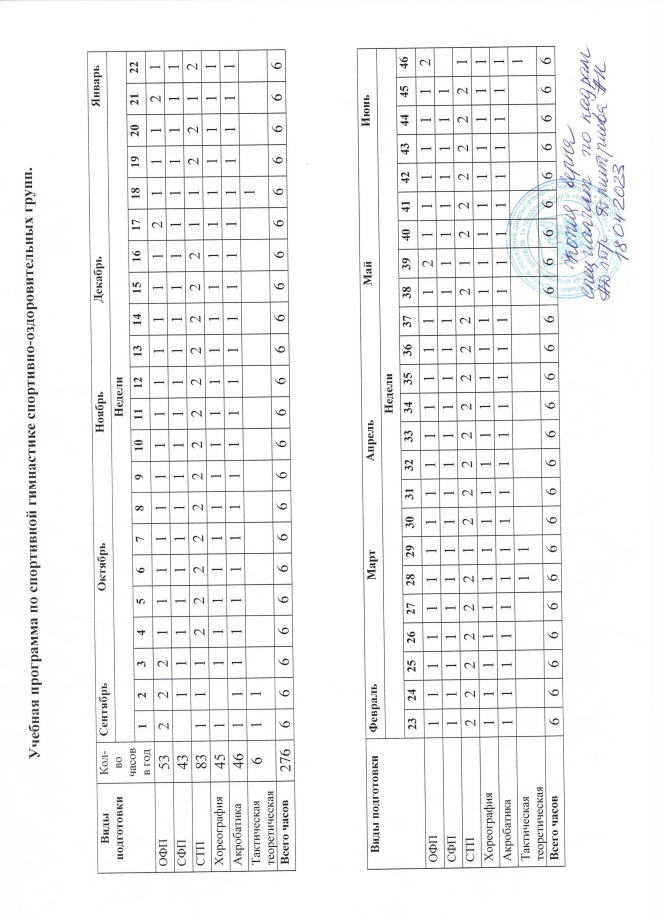 Учебная программа по спортивной гимнастике спортивно-оздоровительных групп.
Виды подготовки Кол-во часов в год Сентябрь Октябрь Ноябрь Декабрь Январь
Недели
1 2 3 4 5 6 7 8 9 10 11 12 13 14 15 16 17 18 19 20 21 22
ОФП 53 2 2 2 1 1 1 1 1 1 1 1 1 1 1 1 1 2 1 1 1 2 1
СФП 43 1 1 1 1 1 1 1 1 1 1 1 1 1 1 1 1 1 1 1 1 1
СТП 83 1 1 1 2 2 2 2 2 2 2 2 2 2 2 2 2 1 1 2 2 1 2
Хореография 45 1 1 1 1 1 1 1 1 1 1 1 1 1 1 1 1 1 1 1 1 1
Акробатика 46 1 1 1 1 1 1 1 1 1 1 1 1 1 1 1 1 1 1 1 1 1 1
Тактическая теоретическая 6 1 1 1
Всего часов 276 6 6 6 6 6 6 6 6 6 6 6 6 6 6 6 6 6 6 6 6 6 6
Виды подготовки Февраль Март Апрель Май Июнь
Недели
23 24 25 26 27 28 29 30 31 32 33 34 35 36 37 38 39 40 41 42 43 44 45 46
ОФП 1 1 1 1 1 1 1 1 1 1 1 1 1 1 1 1 2 1 1 1 1 1 1 2
СФП 1 1 1 1 1 1 1 1 1 1 1 1 1 1 1 1 1 1 1 1 1 1 1
СТП 2 2 2 2 2 2 1 2 2 2 2 2 2 2 2 2 1 2 2 2 2 2 2 1
Хореография 1 1 1 1 1 1 1 1 1 1 1 1 1 1 1 1 1 1 1 1 1 1 1 1
Акробатика 1 1 1 1 1 1 1 1 1 1 1 1 1 1 1 1 1 1 1 1 1 1 1 1
Тактическая теоретическая 1 1 1
Всего часов 6 6 6 6 6 6 6 6 6 6 6 6 6 6 6 6 6 6 6 6 6 6 6 6
Копия верна
специалист по кадрам
Дмитриева АК
18 04 2023